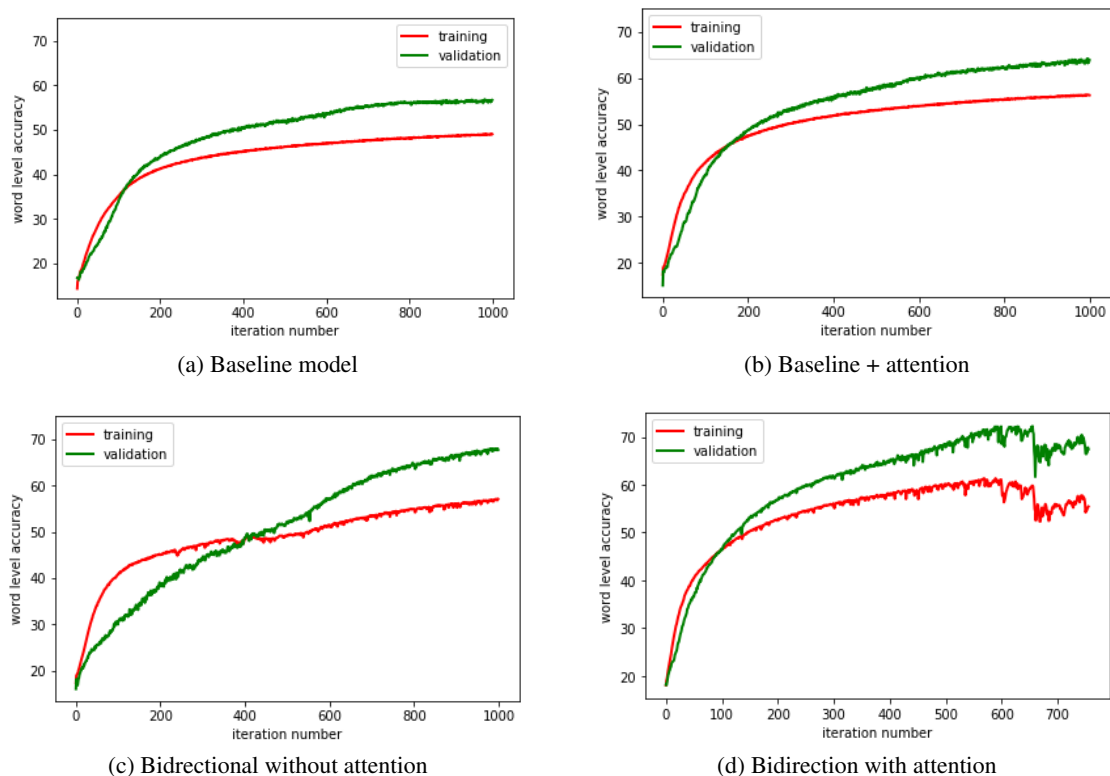 70
60
50
40
30
20
word level accuracy
training
validation
0 200 400 600 800 1000
iteration number
(a) Baseline model
70
60
50
40
30
20
word level accuracy
training
validation
0 200 400 600 800 1000
iteration number
(b) Baseline + attention
70
60
50
40
30
20
word level accuracy
training
validation
0 200 400 600 800 1000
iteration number
(c) Bidrectional without attention
70
60
50
40
30
20
word level accuracy
training
validation
0 100 200 300 400 500 600 700
iteration number
(d) Bidirection with attention